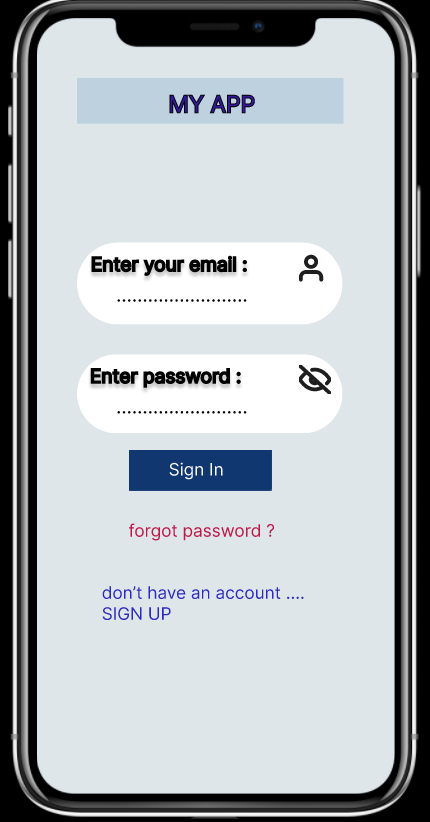 MY APP
Enter your email :
.........................
Enter password :
.........................
Sign In
forgot password ?
don't have an account ....
SIGN UP